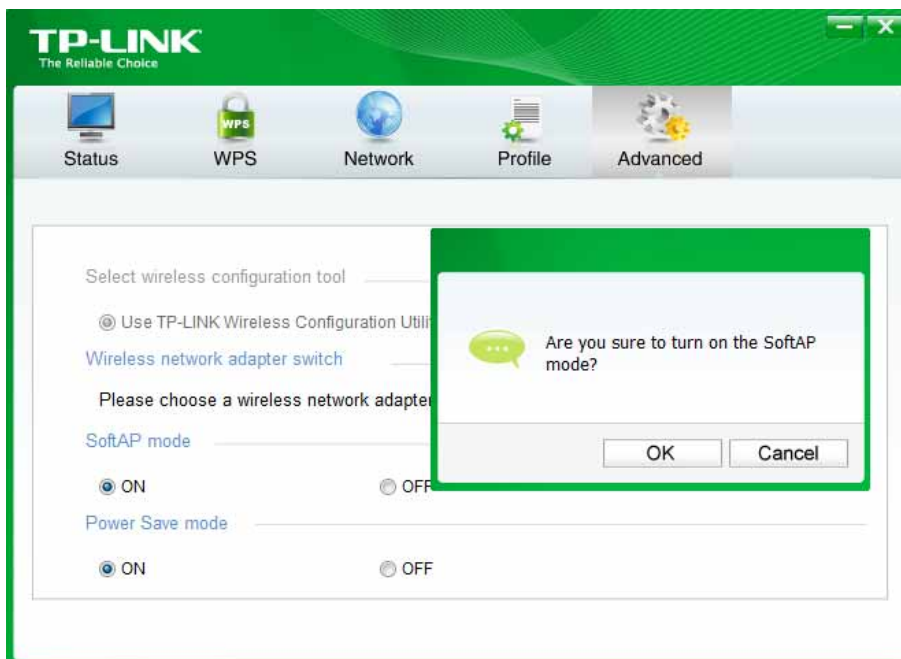 TP-LINK
The Reliable Choice
Status
WPS
WPS
Network
Profile
Advanced
Select wireless configuration tool
Use TP-LINK Wireless Configuration
Wireless network adapter switch
Please choose a wireless network
SoftAP mode
ON
OFF
Power Save mode
ON
OFF
Are you sure to turn on the SoftAP
mode?
OK
Cancel